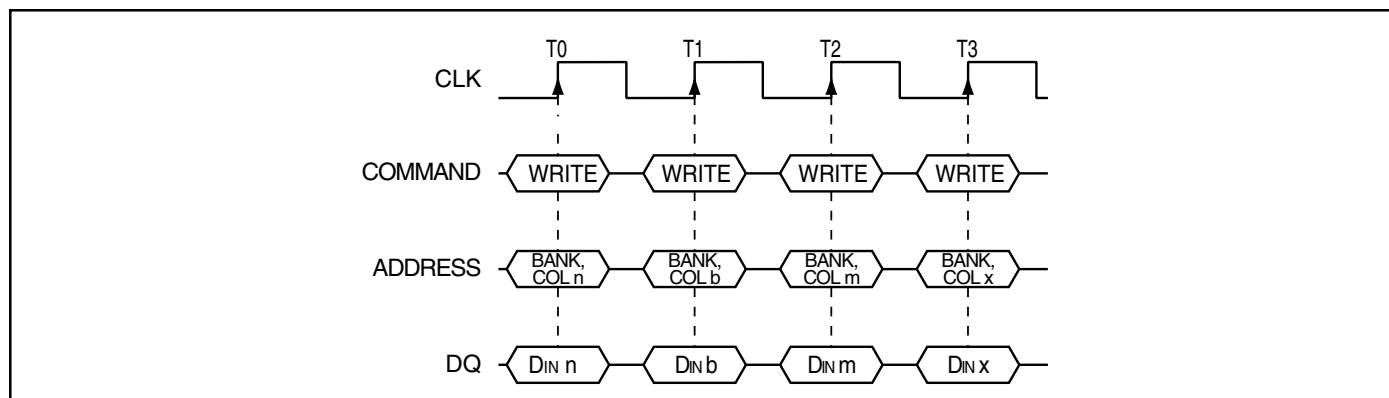 T0 T1 T2 T3
CLK
COMMAND WRITE WRITE WRITE WRITE
ADDRESS BANK, COL n BANK, COL b BANK, COL m BANK, COL x
DQ DIN n DIN b DIN m DIN x